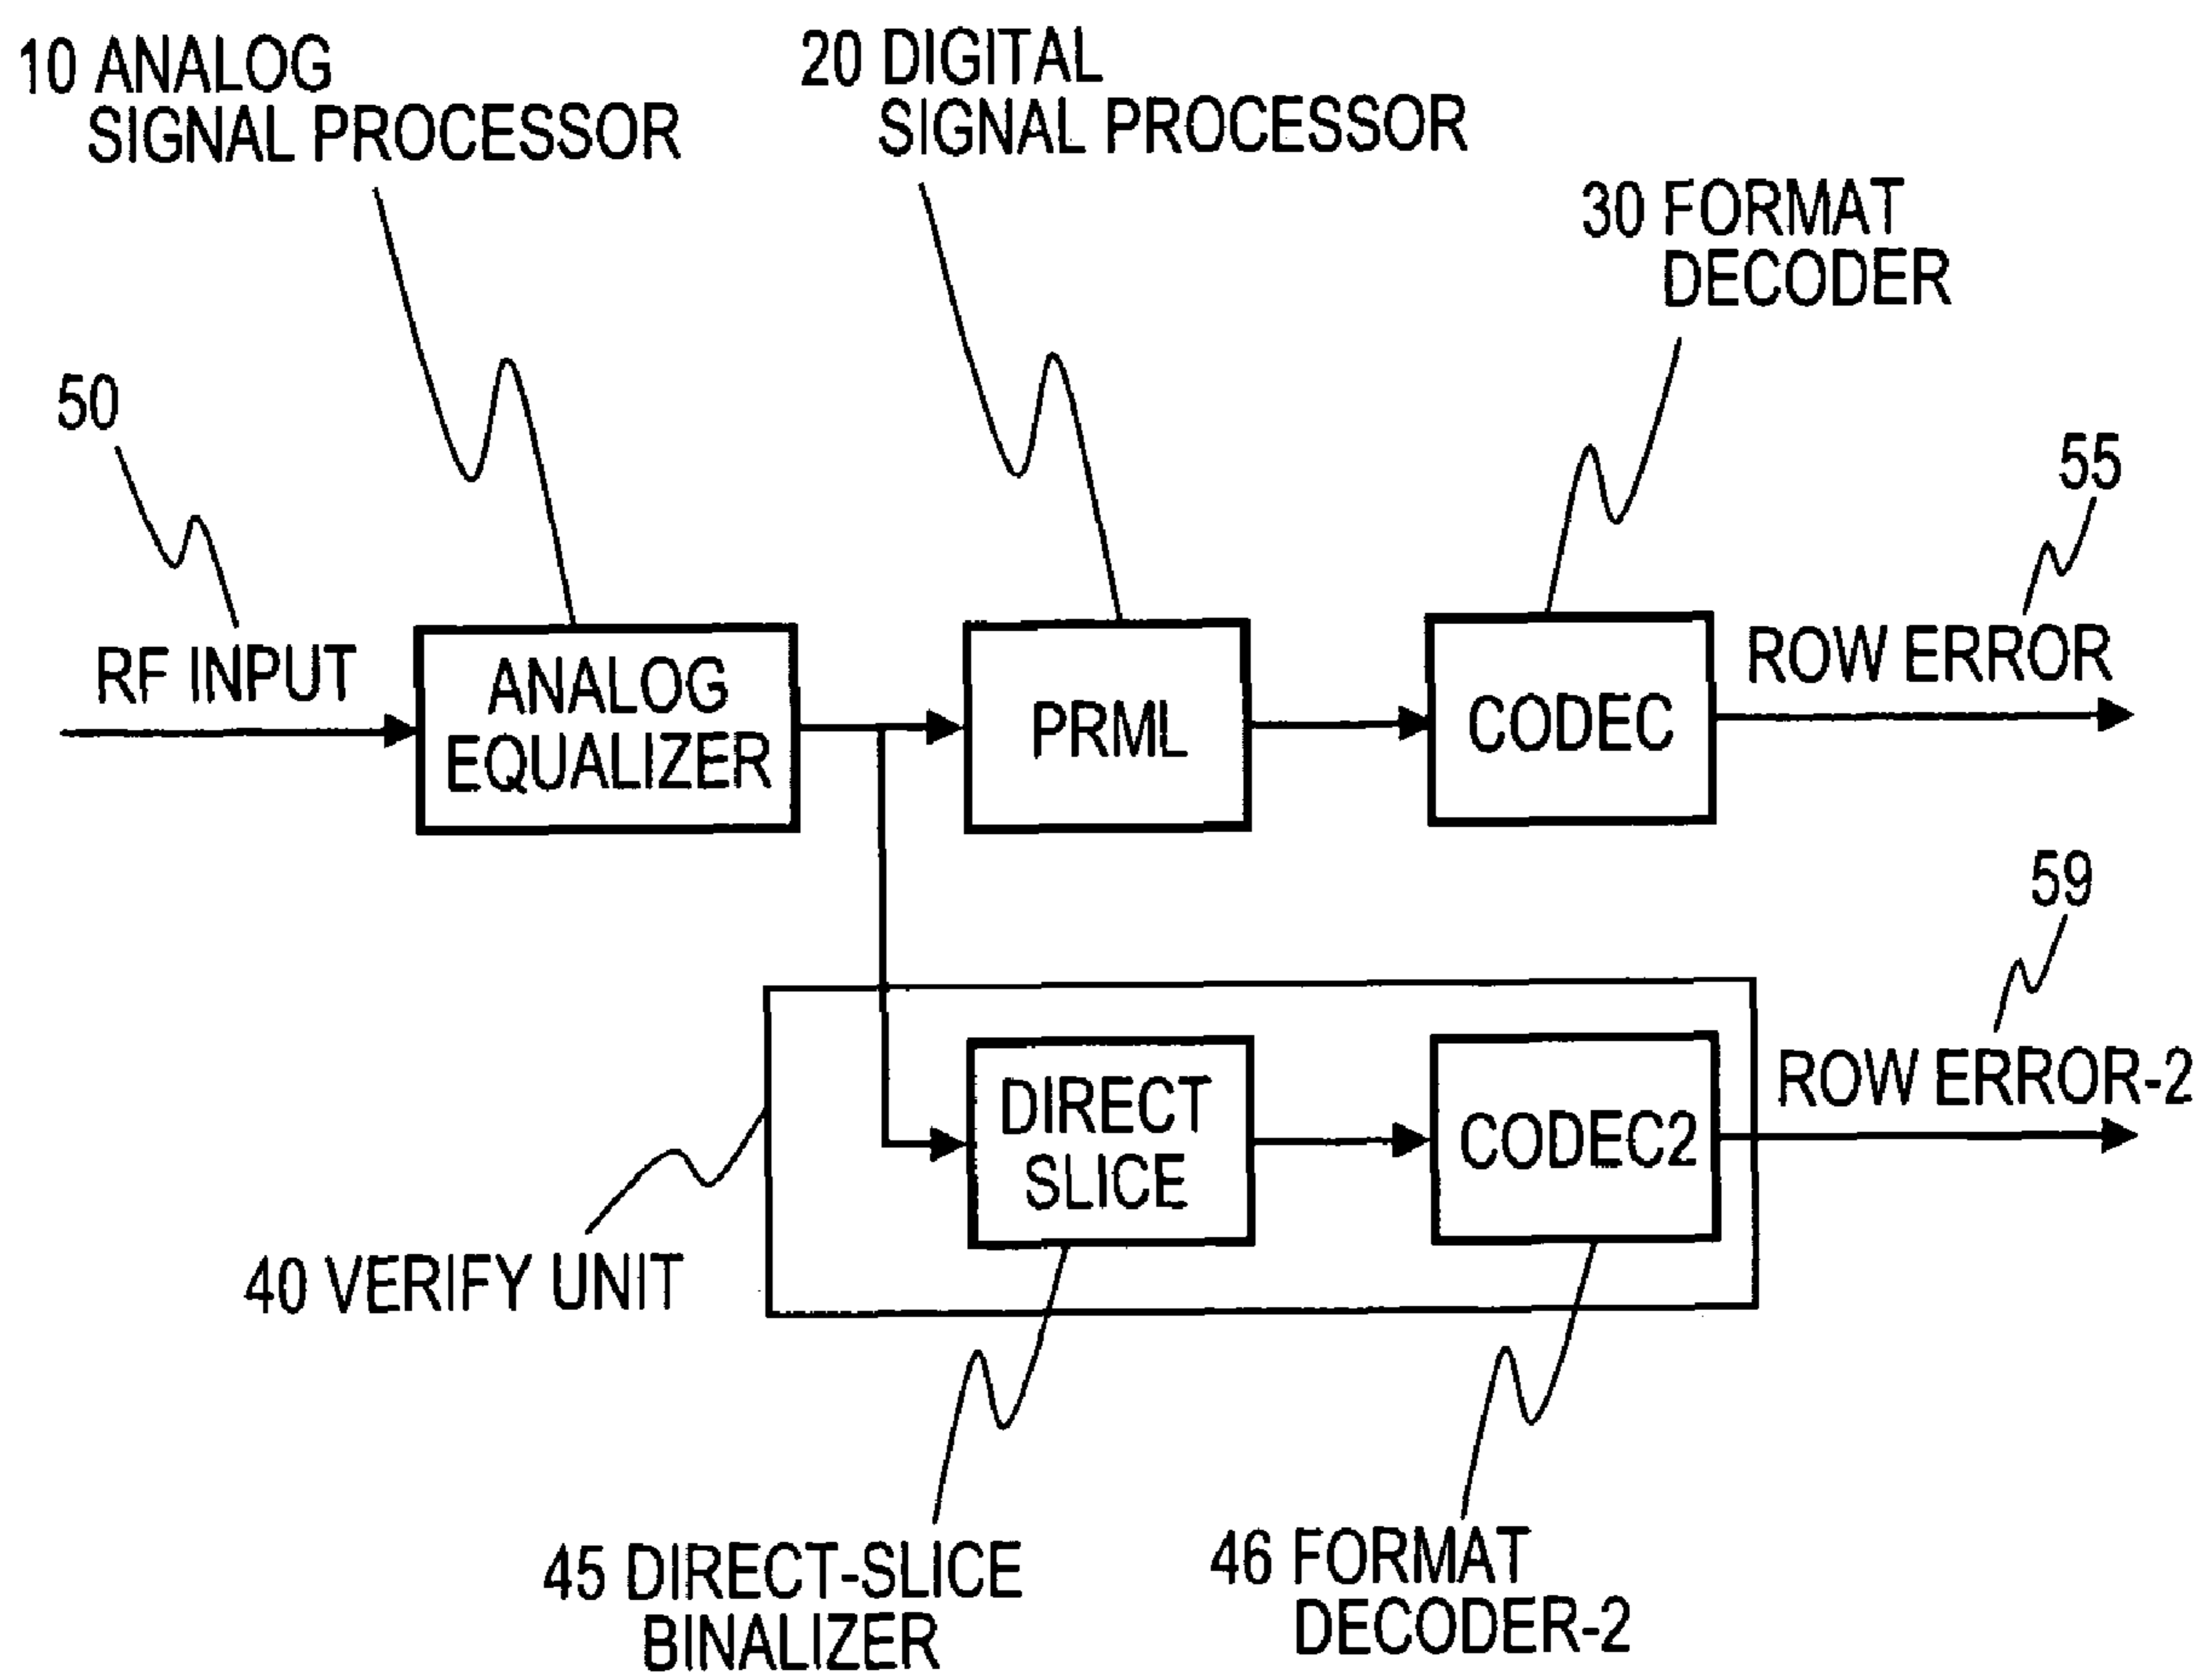 10 ANALOG
SIGNAL PROCESSOR
20 DIGITAL
SIGNAL PROCESSOR
30 FORMAT
DECODER
50
55
RF INPUT
ANALOG
EQUALIZER
PRML
CODEC
ROW ERROR
59
DIRECT
SLICE
CODEC2
ROW ERROR-2
40 VERIFY UNIT
45 DIRECT-SLICE
BINALIZER
46 FORMAT
DECODER-2